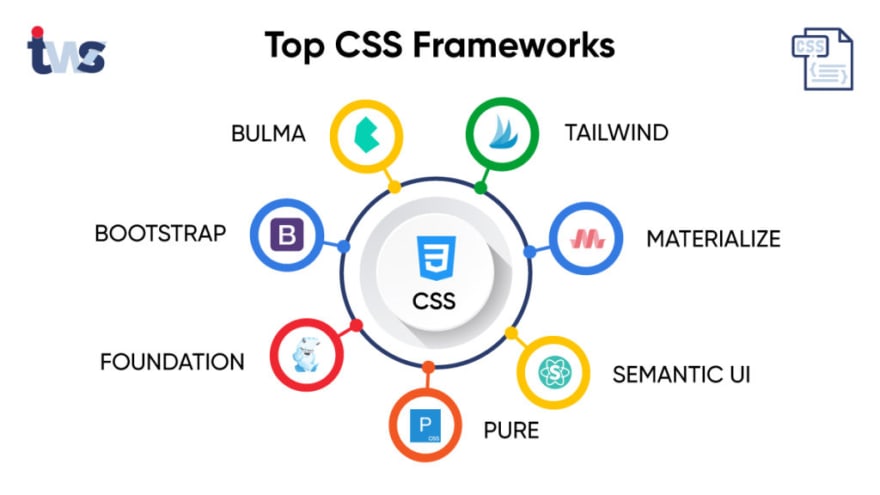 tws
Top CSS Frameworks
CSS
BULMA
TAILWIND
BOOTSTRAP
B
MATERIALIZE
3
CSS
FOUNDATION
S
SEMANTIC UI
P
CSS
PURE